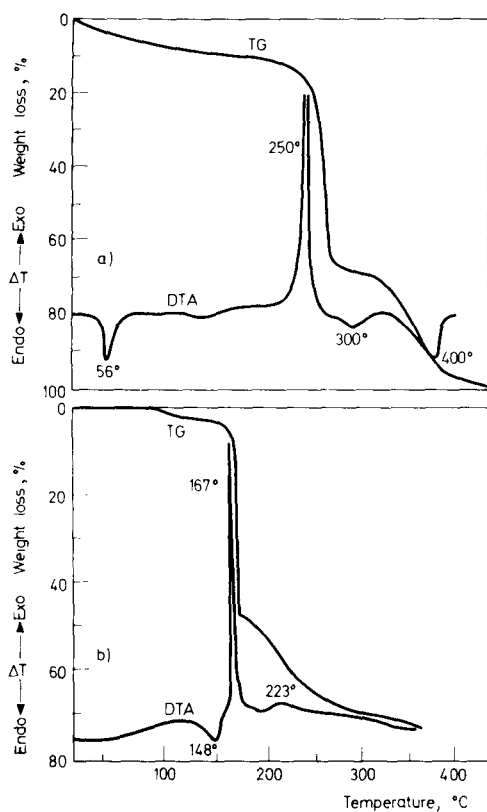 0
20
40
60
80
100
Endo ◄── ΔT ──► Exo Weight loss, %
TG
250°
a)
DTA
56°
300°
400°
0
20
40
60
80
Endo ◄── ΔT ──► Exo Weight loss, %
TG
167°
b)
DTA
148°
223°
100
200
300
400
Temperature, °C